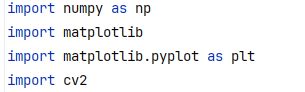 import numpy as np
import matplotlib
import matplotlib.pyplot as plt
import cv2